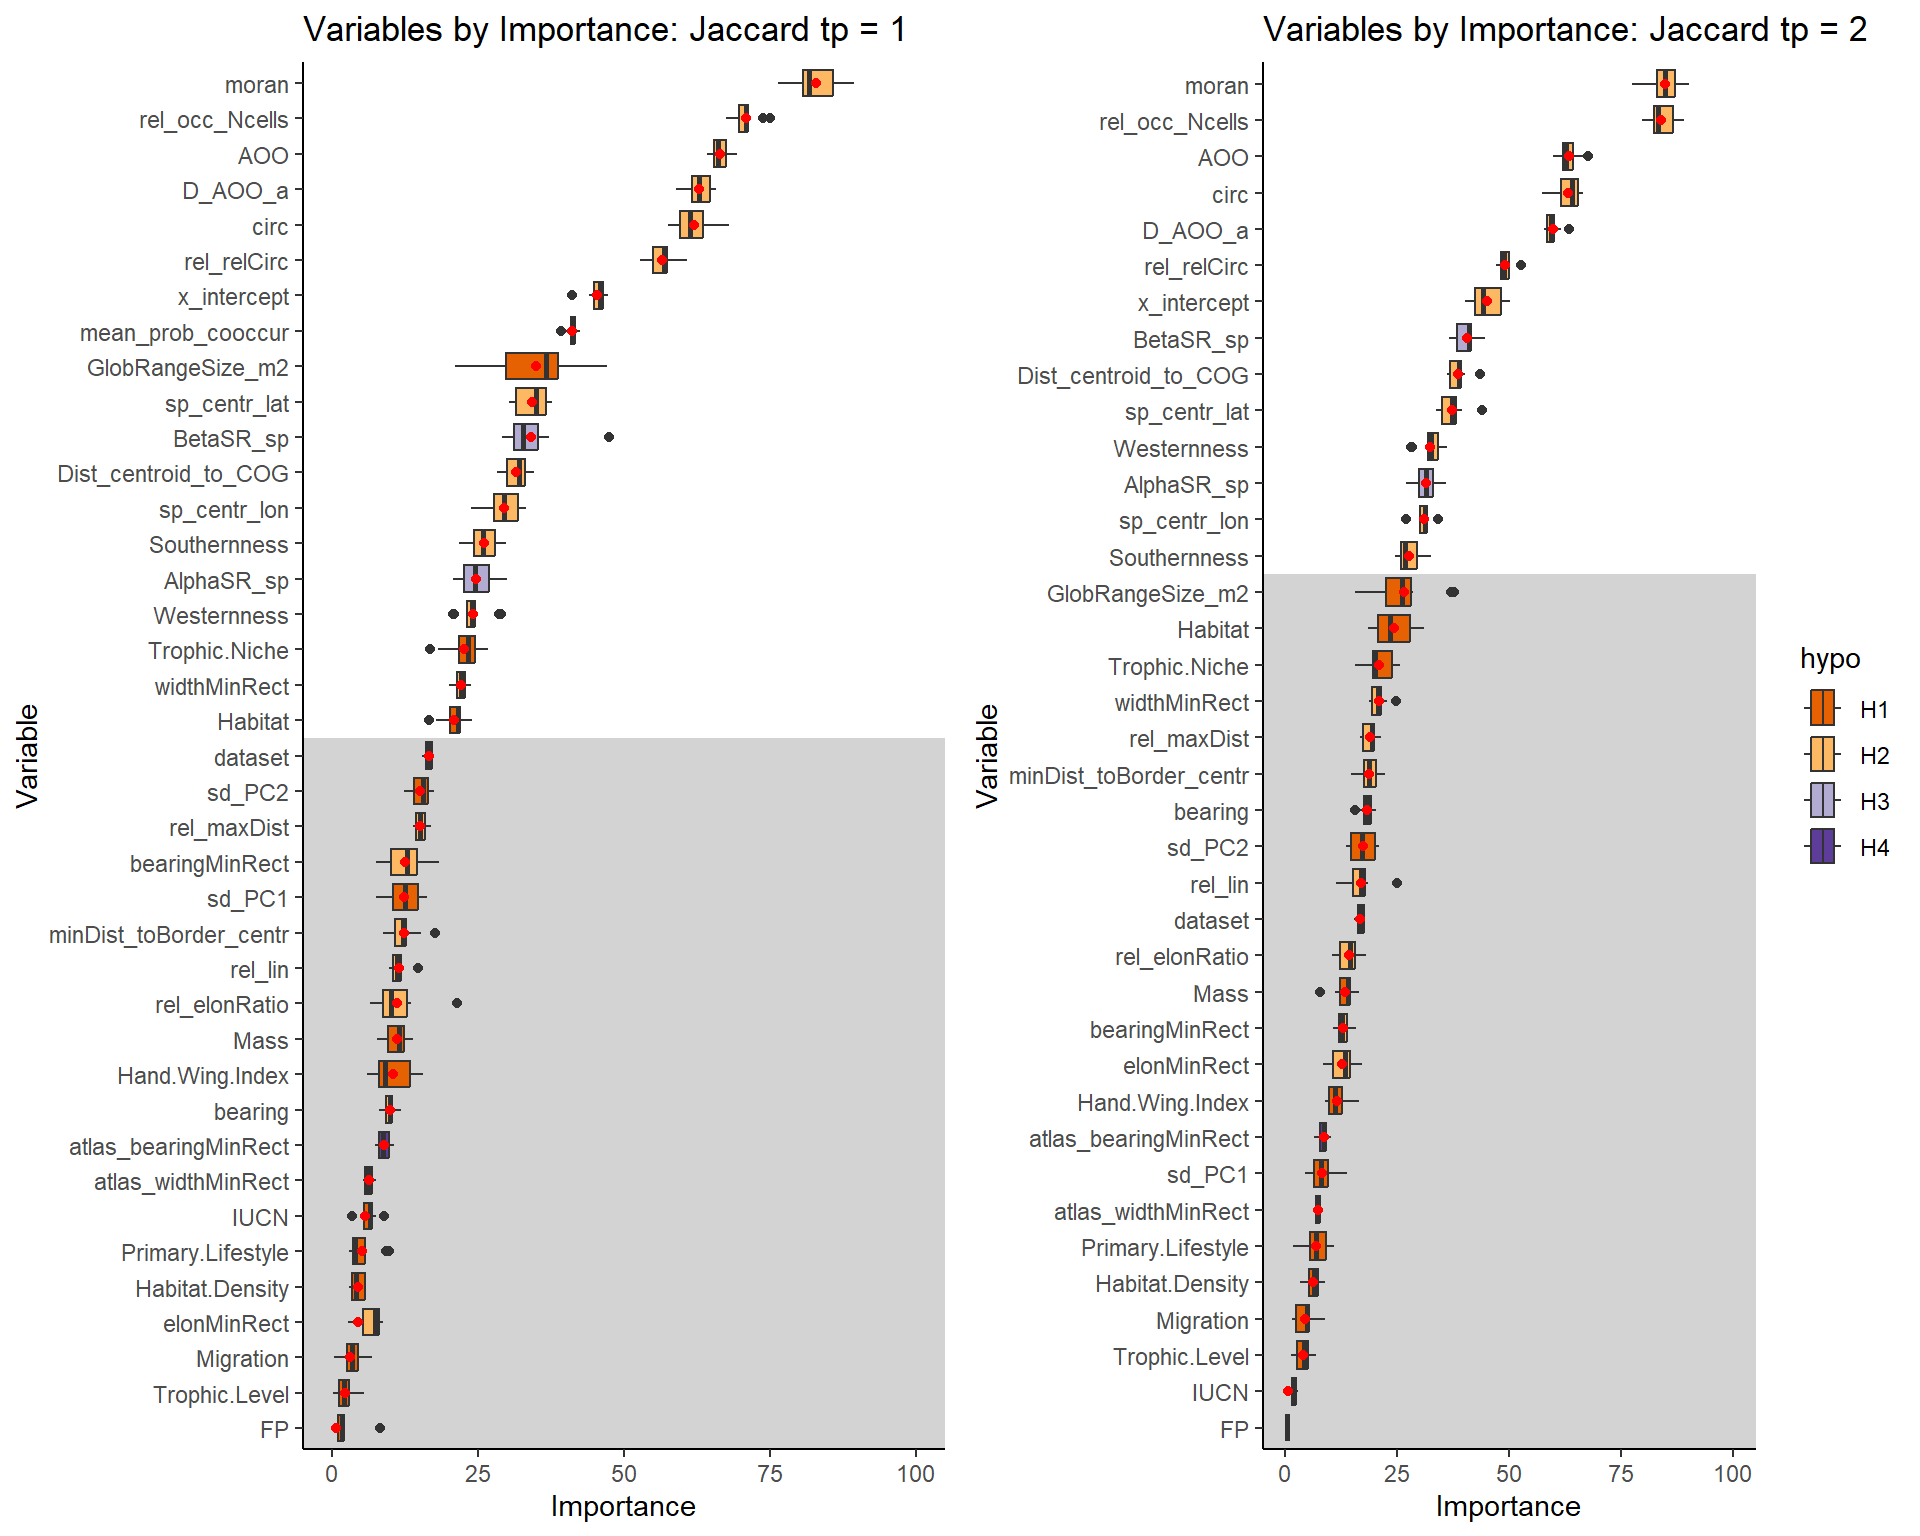 Variables by Importance: Jaccard tp = 1
Variable
moran
rel_occ_Ncells
AOO
D_AOO_a
circ
rel_relCirc
x_intercept
mean_prob_cooccur
GlobRangeSize_m2
sp_centr_lat
BetaSR_sp
Dist_centroid_to_COG
sp_centr_lon
Southernness
AlphaSR_sp
Westernness
Trophic.Niche
widthMinRect
Habitat
dataset
sd_PC2
rel_maxDist
bearingMinRect
sd_PC1
minDist_toBorder_centr
rel_lin
rel_elonRatio
Mass
Hand.Wing.Index
bearing
atlas_bearingMinRect
atlas_widthMinRect
IUCN
Primary.Lifestyle
Habitat.Density
elonMinRect
Migration
Trophic.Level
FP
0 25 50 75 100
Importance
Variables by Importance: Jaccard tp = 2
Variable
moran
rel_occ_Ncells
AOO
circ
D_AOO_a
rel_relCirc
x_intercept
BetaSR_sp
Dist_centroid_to_COG
sp_centr_lat
Westernness
AlphaSR_sp
sp_centr_lon
Southernness
GlobRangeSize_m2
Habitat
Trophic.Niche
widthMinRect
rel_maxDist
minDist_toBorder_centr
bearing
sd_PC2
rel_lin
dataset
rel_elonRatio
Mass
bearingMinRect
elonMinRect
Hand.Wing.Index
atlas_bearingMinRect
sd_PC1
atlas_widthMinRect
Primary.Lifestyle
Habitat.Density
Migration
Trophic.Level
IUCN
FP
0 25 50 75 100
Importance
hypo
H1
H2
H3
H4